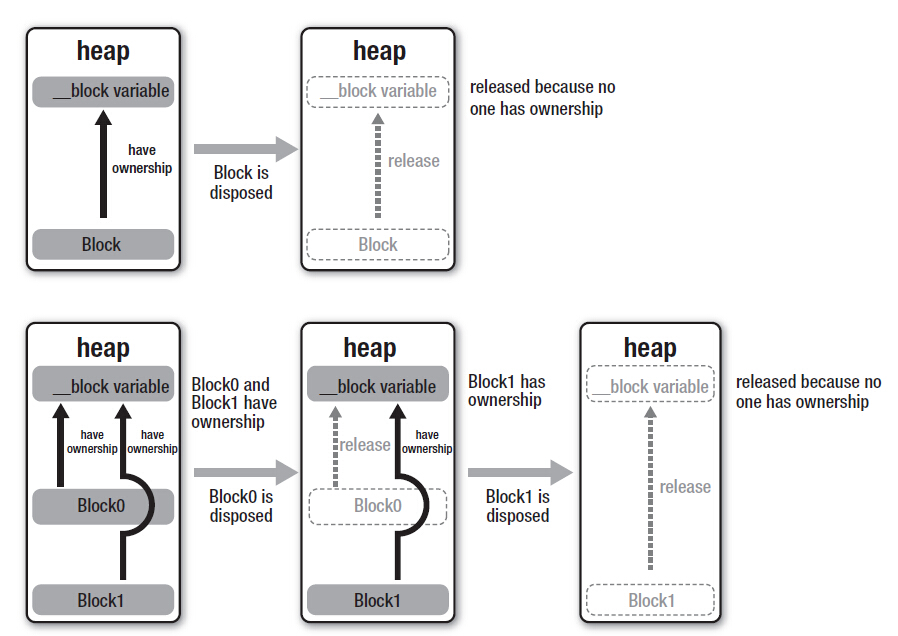 heap
__block variable
have
ownership
Block
Block is
disposed
heap
__block variable
release
Block
released because no
one has ownership
heap
__block variable
have
ownership
have
ownership
Block0
Block1
Block0 and
Block1 have
ownership
Block0 is
disposed
heap
__block variable
release
have
ownership
Block0
Block1
Block1 has
ownership
Block1 is
disposed
heap
__block variable
release
Block1
released because no
one has ownership